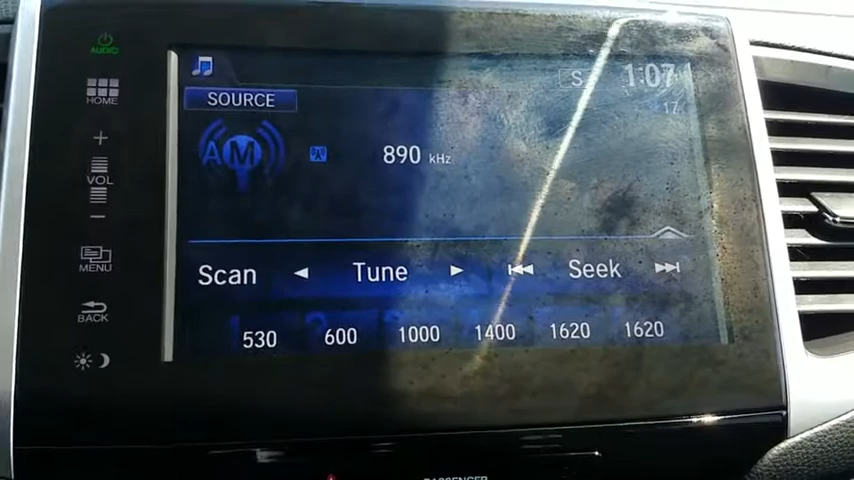 AUDIO
HOME
+
VOL
-
MENU
BACK
SOURCE
S
1:07
17
AM
890 kHz
Scan
Tune
Seek
530
600
1000
1400
1620
1620
PASSENGER